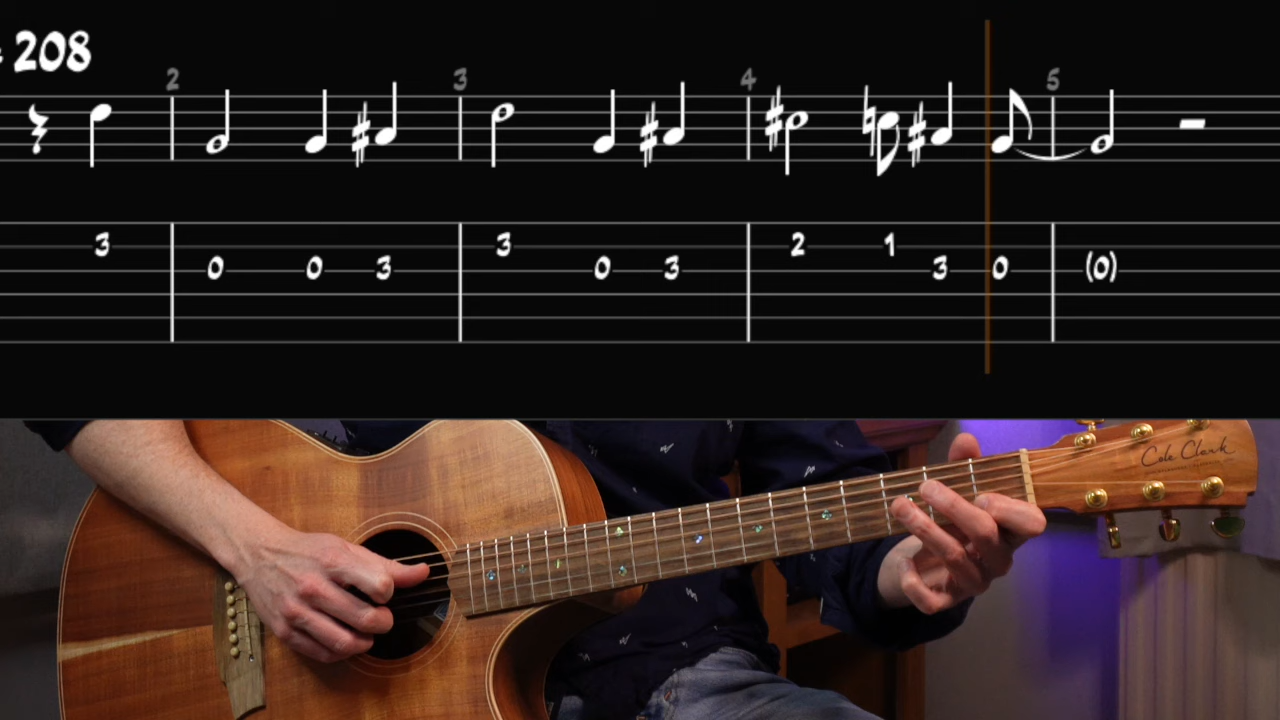 = 208
2 3 4 5
3 0 0 3 3 0 3 2 1 3 0 (0)
Cole Clark